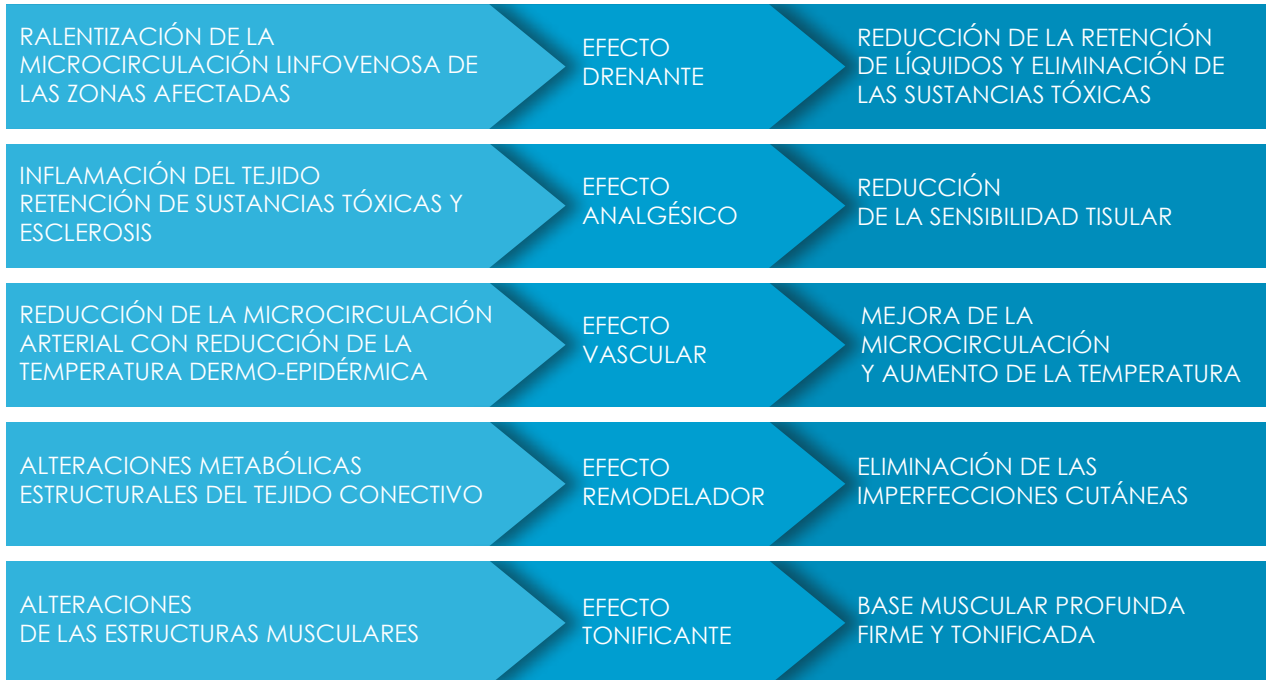 RALENTIZACIÓN DE LA
MICROCIRCULACIÓN LINFOVENOSA DE
LAS ZONAS AFECTADAS
EFECTO
DRENANTE
REDUCCIÓN DE LA RETENCIÓN
DE LÍQUIDOS Y ELIMINACIÓN DE
LAS SUSTANCIAS TÓXICAS
INFLAMACIÓN DEL TEJIDO
RETENCIÓN DE SUSTANCIAS TÓXICAS Y
ESCLEROSIS
EFECTO
ANALGÉSICO
REDUCCIÓN
DE LA SENSIBILIDAD TISULAR
REDUCCIÓN DE LA MICROCIRCULACIÓN
ARTERIAL CON REDUCCIÓN DE LA
TEMPERATURA DERMO-EPIDÉRMICA
EFECTO
VASCULAR
MEJORA DE LA
MICROCIRCULACIÓN
Y AUMENTO DE LA TEMPERATURA
ALTERACIONES METABÓLICAS
ESTRUCTURALES DEL TEJIDO CONECTIVO
EFECTO
REMODELADOR
ELIMINACIÓN DE LAS
IMPERFECCIONES CUTÁNEAS
ALTERACIONES
DE LAS ESTRUCTURAS MUSCULARES
EFECTO
TONIFICANTE
BASE MUSCULAR PROFUNDA
FIRME Y TONIFICADA